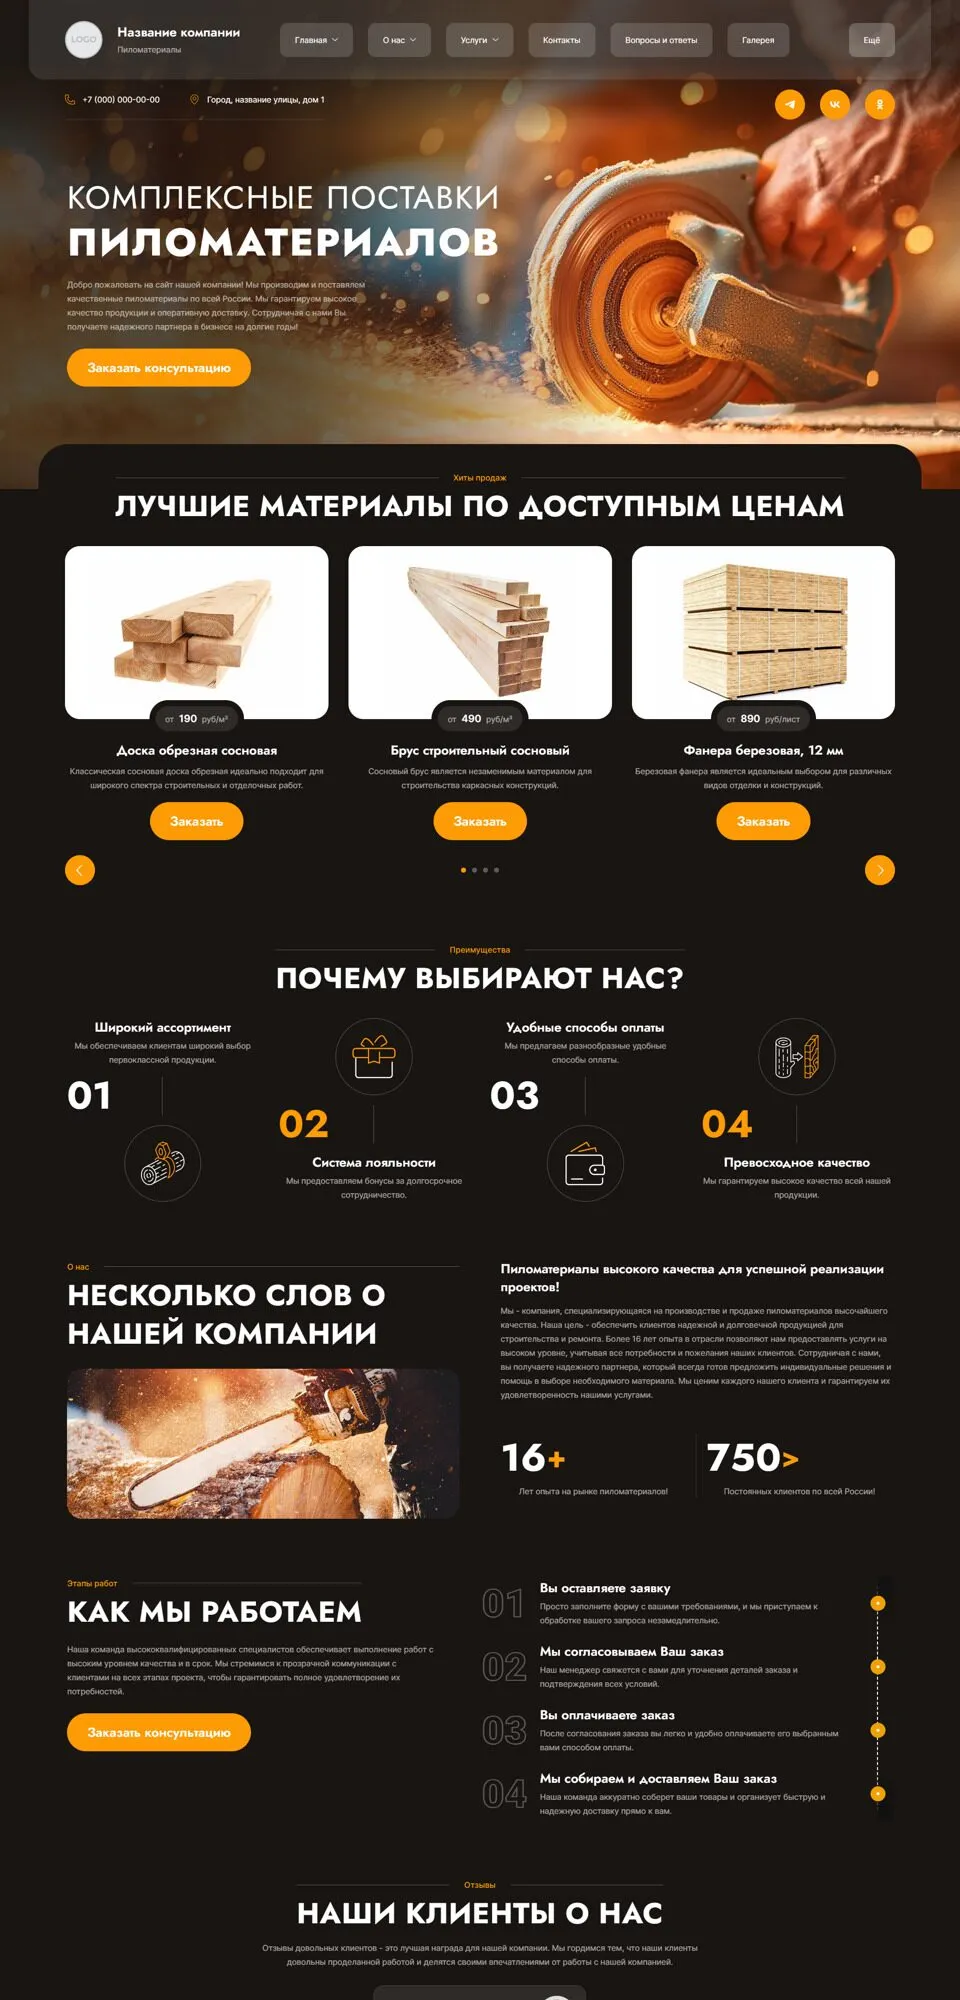 LOGO
Название компании
Пиломатериалы
Главная
О нас
Услуги
Контакты
Вопросы и ответы
Галерея
Ещё
+7 (000) 000-00-00
Город, название улицы, дом 1
КОМПЛЕКСНЫЕ ПОСТАВКИ
ПИЛОМАТЕРИАЛОВ
Добро пожаловать на сайт нашей компании! Мы производим и поставляем
качественные пиломатериалы по всей России. Мы гарантируем высокое
качество продукции и оперативную доставку. Сотрудничая с нами Вы
получаете надежного партнера в бизнесе на долгие годы!
Заказать консультацию
Хиты продаж
ЛУЧШИЕ МАТЕРИАЛЫ ПО ДОСТУПНЫМ ЦЕНАМ
от 190 руб/м³
Доска обрезная сосновая
Классическая сосновая доска обрезная идеально подходит для
широкого спектра строительных и отделочных работ.
Заказать
от 490 руб/м³
Брус строительный сосновый
Сосновый брус является незаменимым материалом для
строительства каркасных конструкций.
Заказать
от 890 руб/лист
Фанера березовая, 12 мм
Березовая фанера является идеальным выбором для различных
видов отделки и конструкций.
Заказать
Преимущества
ПОЧЕМУ ВЫБИРАЮТ НАС?
Широкий ассортимент
Мы обеспечиваем клиентам широкий выбор
первоклассной продукции.
01
02
Система лояльности
Мы предоставляем бонусы за долгосрочное
сотрудничество.
Удобные способы оплаты
Мы предлагаем разнообразные удобные
способы оплаты.
03
04
Превосходное качество
Мы гарантируем высокое качество всей нашей
продукции.
О нас
НЕСКОЛЬКО СЛОВ О
НАШЕЙ КОМПАНИИ
Пиломатериалы высокого качества для успешной реализации
проектов!
Мы - компания, специализирующаяся на производстве и продаже пиломатериалов высочайшего
качества. Наша цель - обеспечить клиентов надежной и долговечной продукцией для
строительства и ремонта. Более 16 лет опыта в отрасли позволяют нам предоставлять услуги на
высоком уровне, учитывая все потребности и пожелания наших клиентов. Сотрудничая с нами,
вы получаете надежного партнера, который всегда готов предложить индивидуальные решения и
помощь в выборе необходимого материала. Мы ценим каждого нашего клиента и гарантируем их
удовлетворенность нашими услугами.
16+
Лет опыта на рынке пиломатериалов!
750>
Постоянных клиентов по всей России!
Этапы работ
КАК МЫ РАБОТАЕМ
Наша команда высококвалифицированных специалистов обеспечивает выполнение работ с
высоким уровнем качества и в срок. Мы стремимся к прозрачной коммуникации с
клиентами на всех этапах проекта, чтобы гарантировать полное удовлетворение их
потребностей.
Заказать консультацию
01
Вы оставляете заявку
Просто заполните форму с вашими требованиями, и мы приступаем к
обработке вашего запроса незамедлительно.
02
Мы согласовываем Ваш заказ
Наш менеджер свяжется с вами для уточнения деталей заказа и
подтверждения всех условий.
03
Вы оплачиваете заказ
После согласования заказа вы легко и удобно оплачиваете его выбранным
вами способом оплаты.
04
Мы собираем и доставляем Ваш заказ
Наша команда аккуратно соберет ваши товары и организует быструю и
надежную доставку прямо к вам.
Отзывы
НАШИ КЛИЕНТЫ О НАС
Отзывы довольных клиентов - это лучшая награда для нашей компании. Мы гордимся тем, что наши клиенты
довольны проделанной работой и делятся своими впечатлениями от работы с нашей компанией.